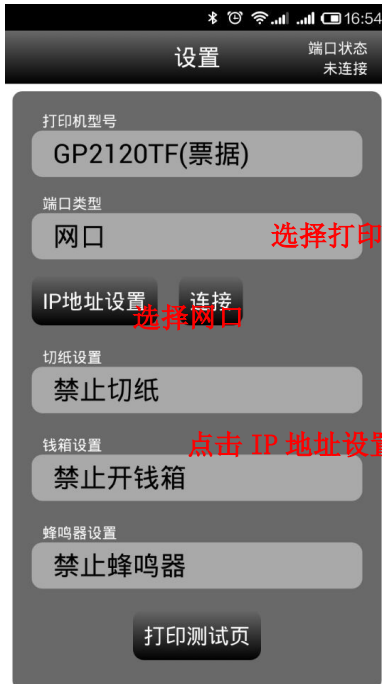 16:54
设置
端口状态
未连接
打印机型号
GP2120TF(票据)
端口类型
网口
选择打印
IP地址设置
连接
选择网口
切纸设置
禁止切纸
钱箱设置
点击 IP 地址设置
禁止开钱箱
蜂鸣器设置
禁止蜂鸣器
打印测试页